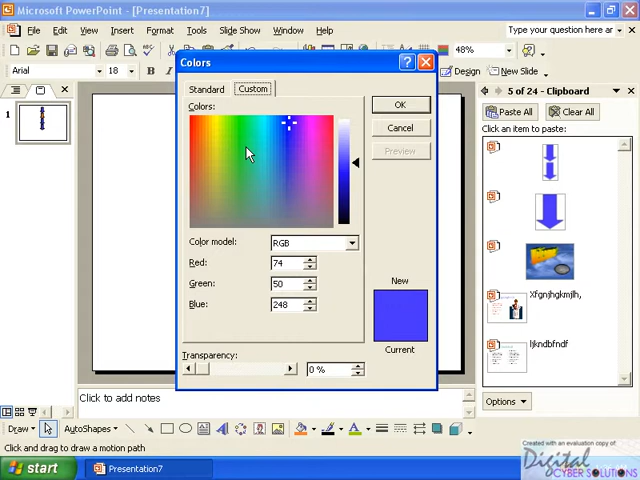 Microsoft PowerPoint - [Presentation7]
File Edit View Insert Format Tools Slide Show Window
Type your question here
48%
Arial 18 B
Design New Slide
Colors
Standard Custom
Colors:
OK
Cancel
Preview
Color model: RGB
Red: 74
Green: 50
Blue: 248
New
Current
Transparency:
0 %
1
5 of 24 - Clipboard
Paste All Clear All
Click an item to paste:
Xfgnjhgkmjlh,
ljkndbfndf
Options
Click to add notes
Draw AutoShapes
Click and drag to draw a motion path
start Presentation7
Created with an evaluation copy of
Digital
CYBER SOLUTIONS